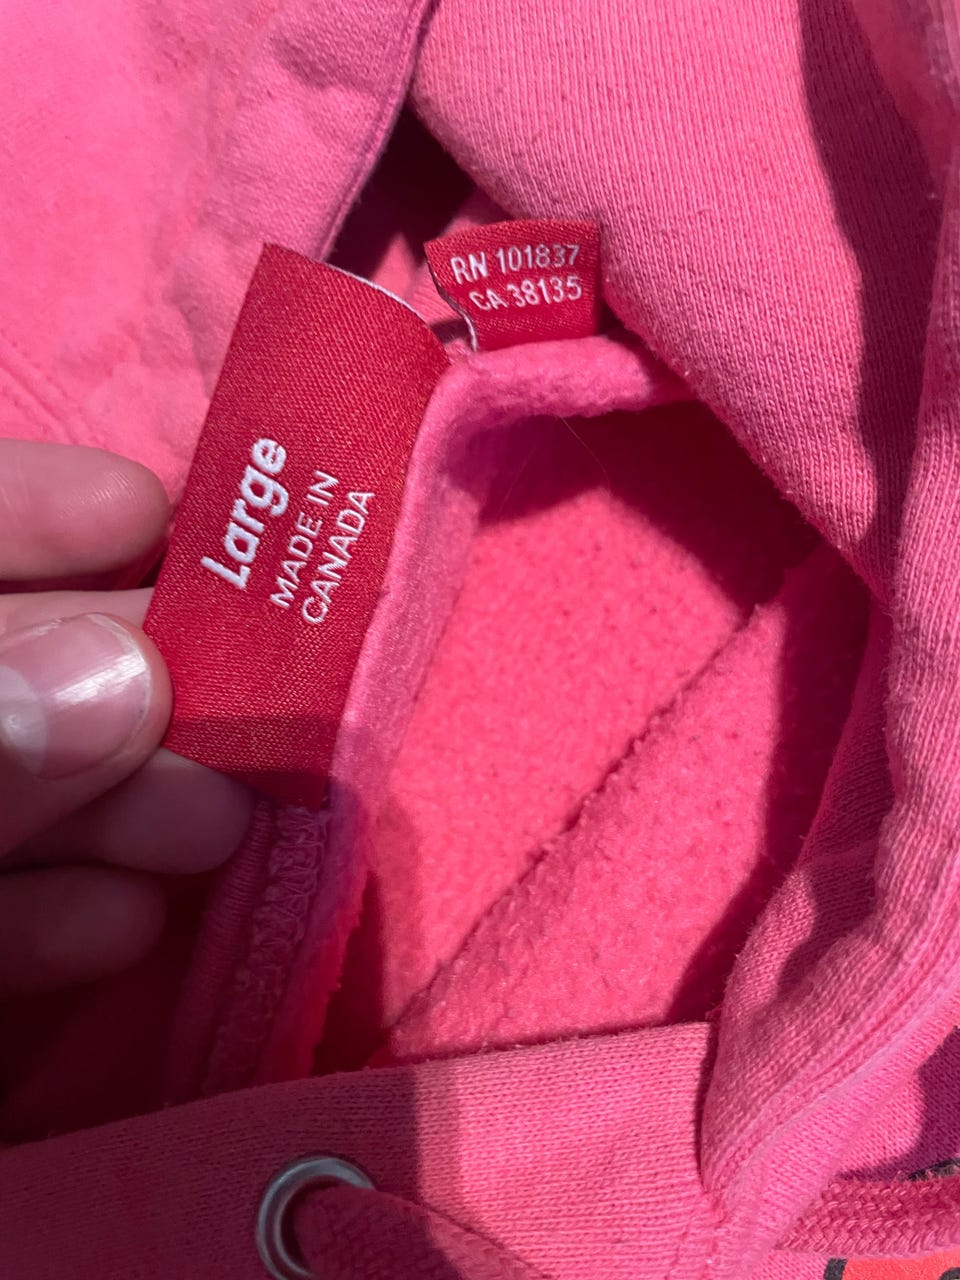 RN 101837
CA 38135
Large
MADE IN
CANADA